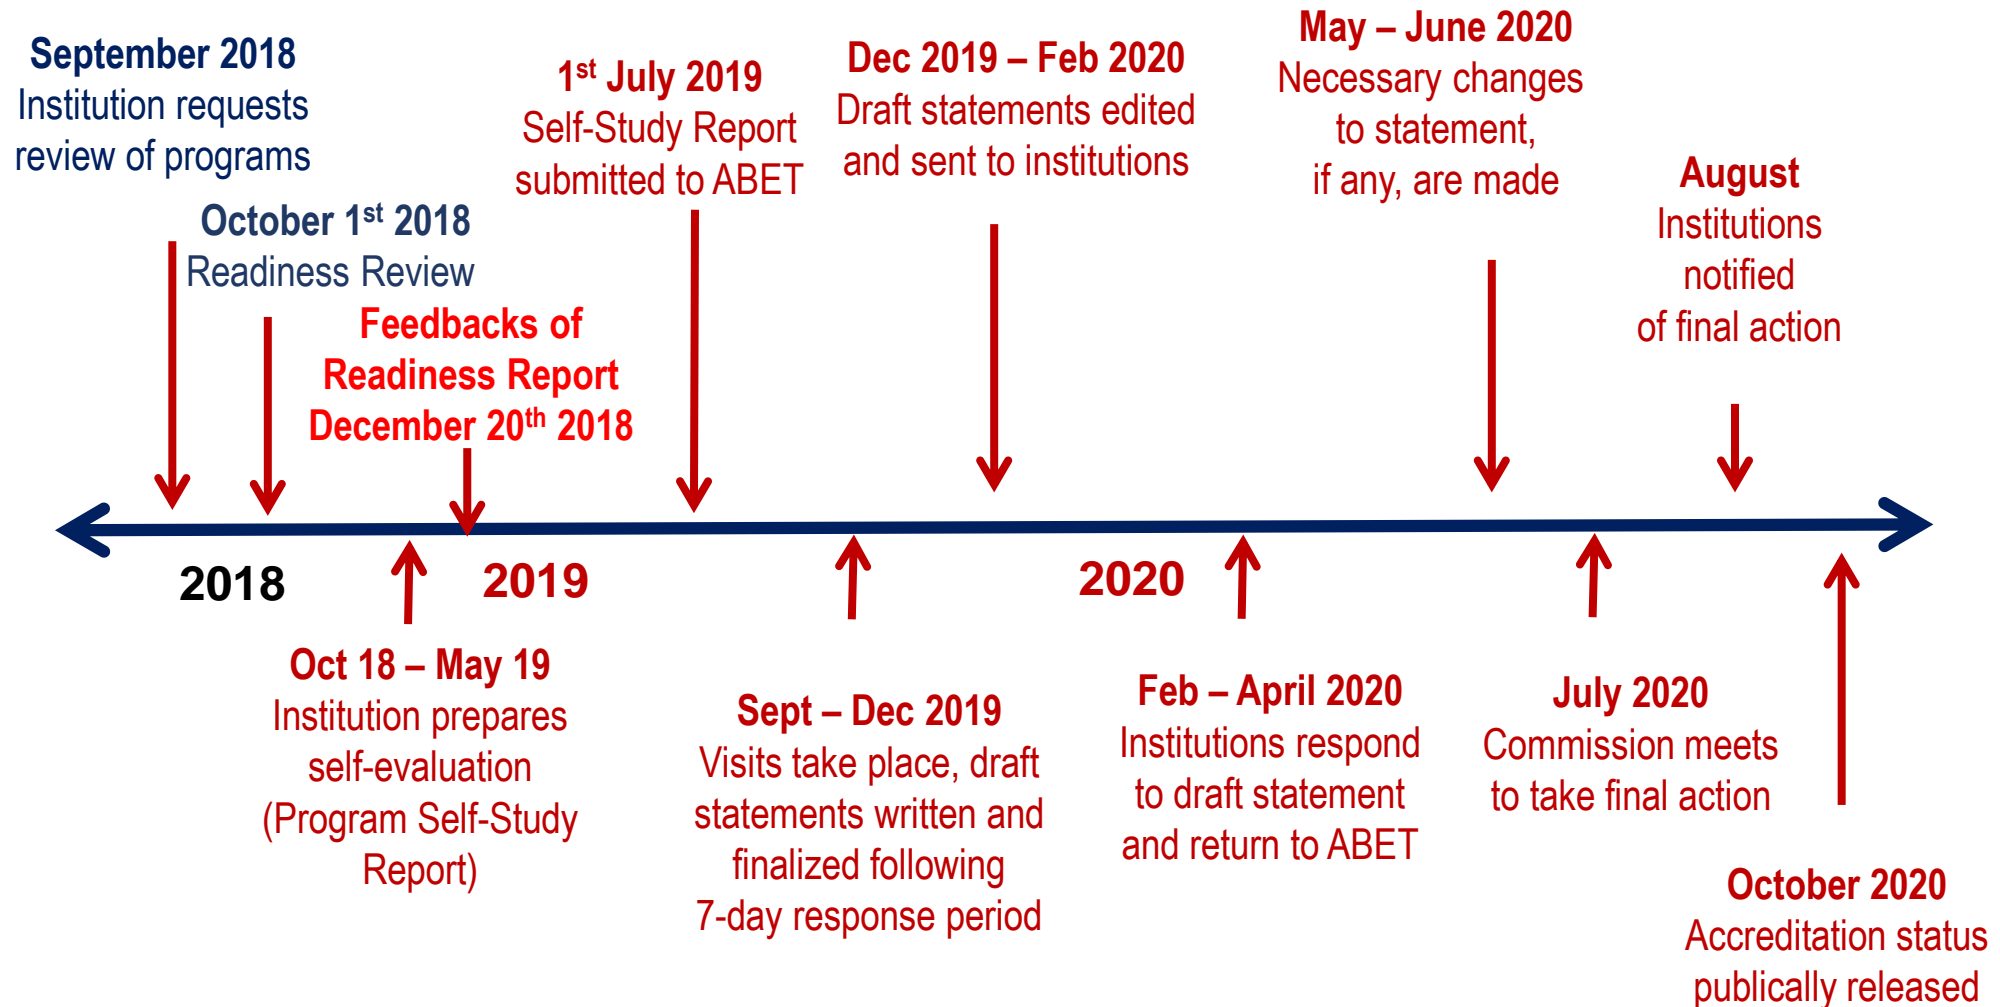 September 2018
Institution requests
review of programs
October 1st 2018
Readiness Review
Feedbacks of
Readiness Report
December 20th 2018
1st July 2019
Self-Study Report
submitted to ABET
Dec 2019 – Feb 2020
Draft statements edited
and sent to institutions
May – June 2020
Necessary changes
to statement,
if any, are made
August
Institutions
notified
of final action
2018
2019
2020
Oct 18 – May 19
Institution prepares
self-evaluation
(Program Self-Study
Report)
Sept – Dec 2019
Visits take place, draft
statements written and
finalized following
7-day response period
Feb – April 2020
Institutions respond
to draft statement
and return to ABET
July 2020
Commission meets
to take final action
October 2020
Accreditation status
publically released